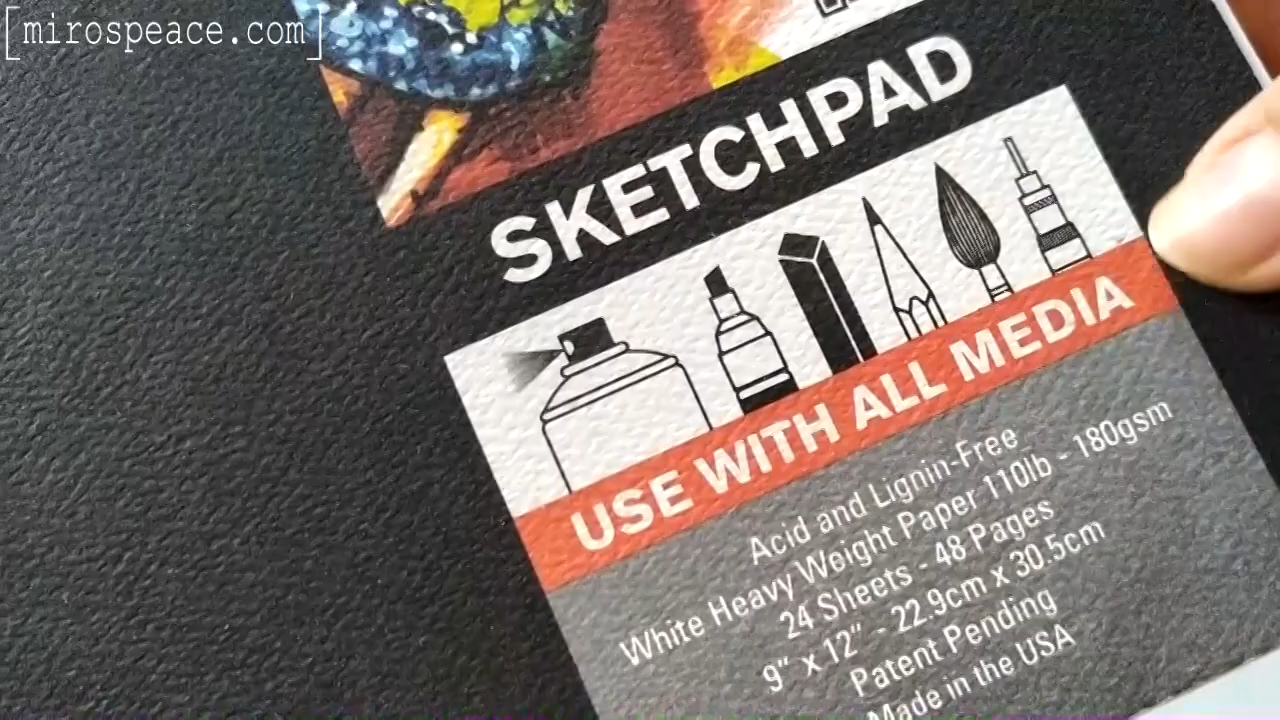 [mirospeace.com]
SKETCHPAD
USE WITH ALL MEDIA
Acid and Lignin-Free
White Heavy Weight Paper 110lb - 180gsm
24 Sheets - 48 Pages
9" x 12" - 22.9cm x 30.5cm
Patent Pending
Made in the USA